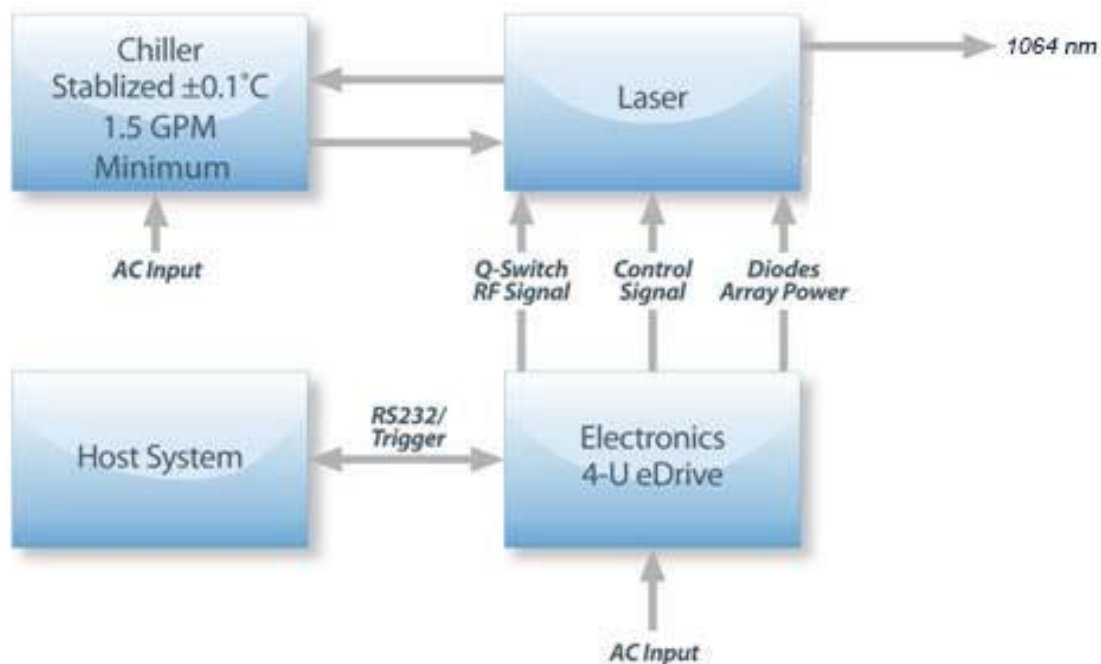 Chiller
Stablized ±0.1˚C
1.5 GPM
Minimum
Laser
1064 nm
AC Input
Q-Switch
RF Signal
Control
Signal
Diodes
Array Power
Host System
RS232/
Trigger
Electronics
4-U eDrive
AC Input